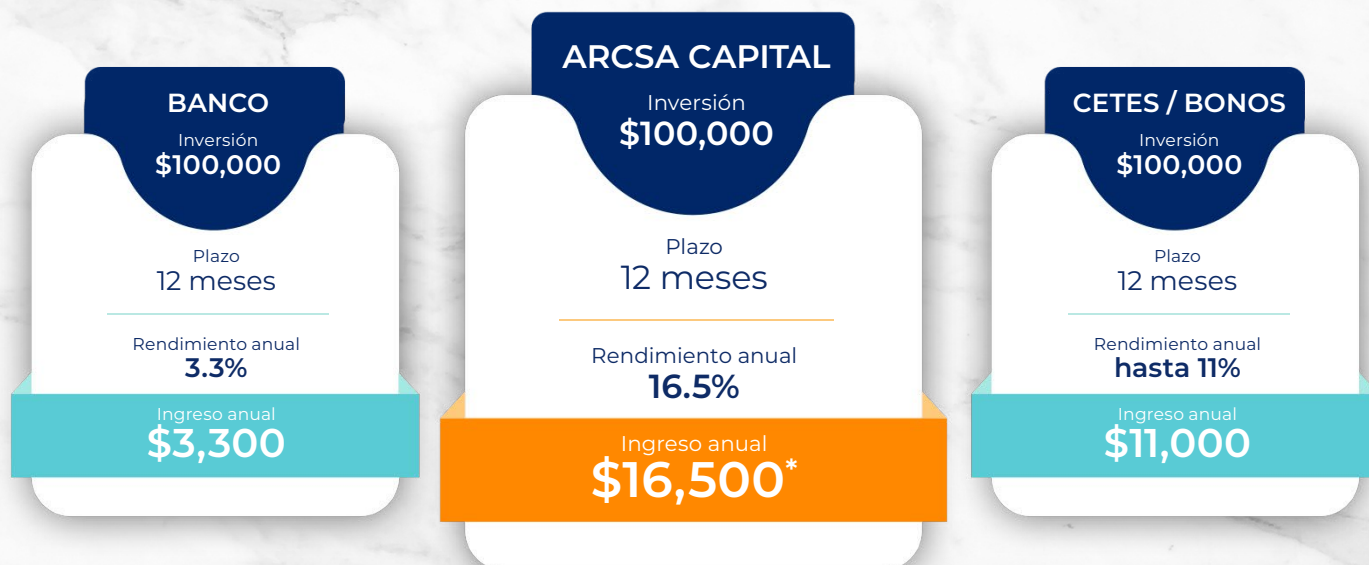 BANCO
Inversión
$100,000
Plazo
12 meses
Rendimiento anual
3.3%
Ingreso anual
$3,300
ARCSA CAPITAL
Inversión
$100,000
Plazo
12 meses
Rendimiento anual
16.5%
Ingreso anual
$16,500*
CETES / BONOS
Inversión
$100,000
Plazo
12 meses
Rendimiento anual
hasta 11%
Ingreso anual
$11,000